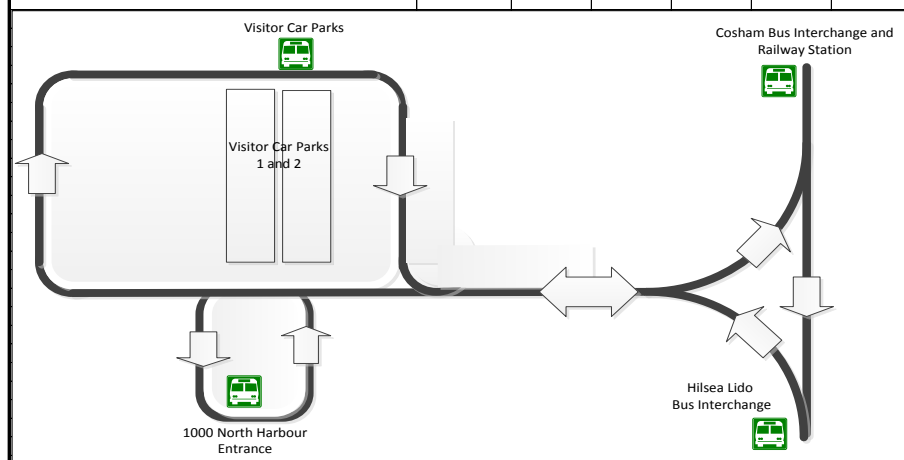 Visitor Car Parks
Cosham Bus Interchange and
Railway Station
Visitor Car Parks
1 and 2
Hilsea Lido
Bus Interchange
1000 North Harbour
Entrance